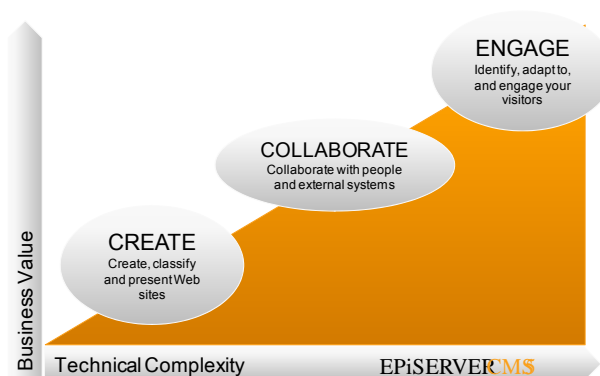 ENGAGE
Identify, adapt to,
and engage your
visitors
COLLABORATE
Collaborate with people
and external systems
CREATE
Create, classify
and present Web
sites
Business Value
Technical Complexity
EPiSERVER CMS 5